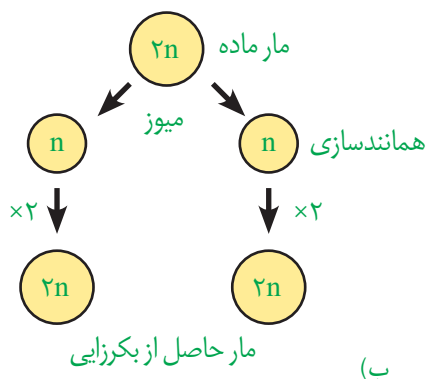 ۲n مار ماده
میوز
n n همانندسازی
×۲ ×۲
۲n ۲n
مار حاصل از بکرزایی
ب)